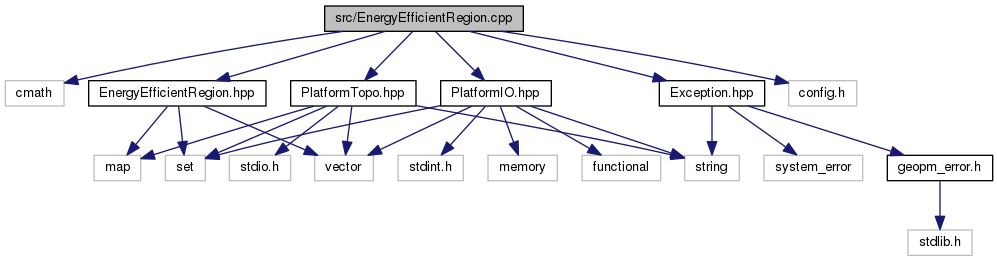 src/EnergyEfficientRegion.cpp
cmath
EnergyEfficientRegion.hpp
PlatformTopo.hpp
PlatformIO.hpp
Exception.hpp
config.h
map
set
stdio.h
vector
stdint.h
memory
functional
string
system_error
geopm_error.h
stdlib.h